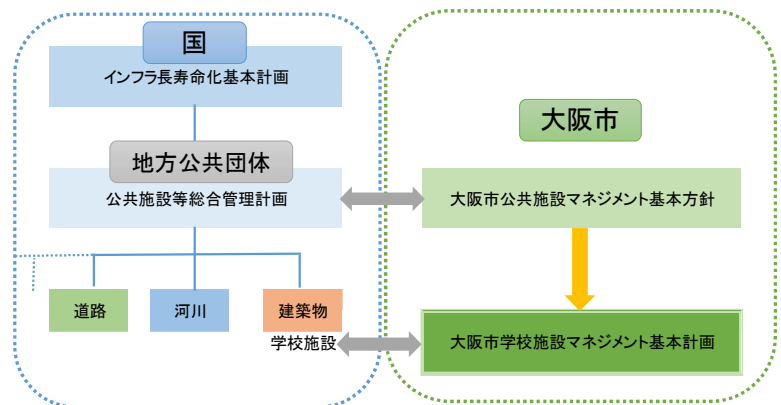 国
インフラ長寿命化基本計画
地方公共団体
公共施設等総合管理計画
道路
河川
建築物
学校施設
大阪市
大阪市公共施設マネジメント基本方針
大阪市学校施設マネジメント基本計画